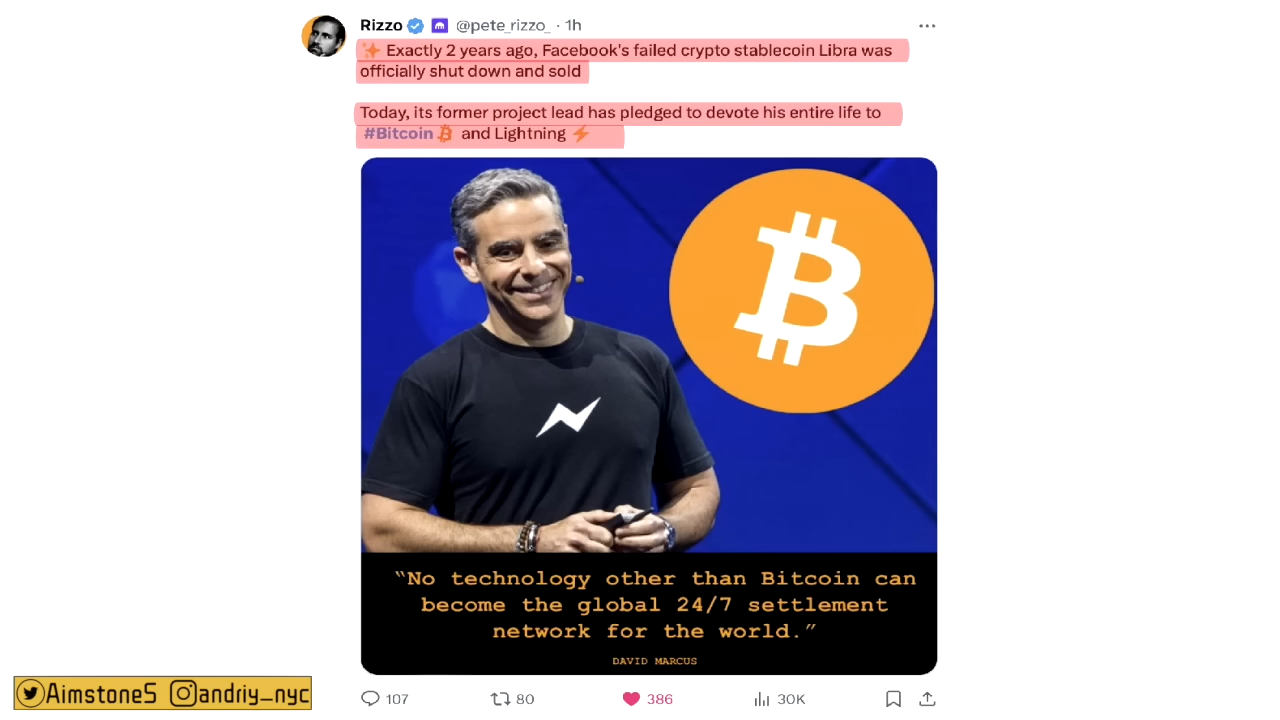 Rizzo @pete_rizzo_ · 1h
✨ Exactly 2 years ago, Facebook's failed crypto stablecoin Libra was
officially shut down and sold
Today, its former project lead has pledged to devote his entire life to
#Bitcoin and Lightning ⚡
"No technology other than Bitcoin can
become the global 24/7 settlement
network for the world."
DAVID MARCUS
107 80 386 30K
AimstoneS andriy_nyc